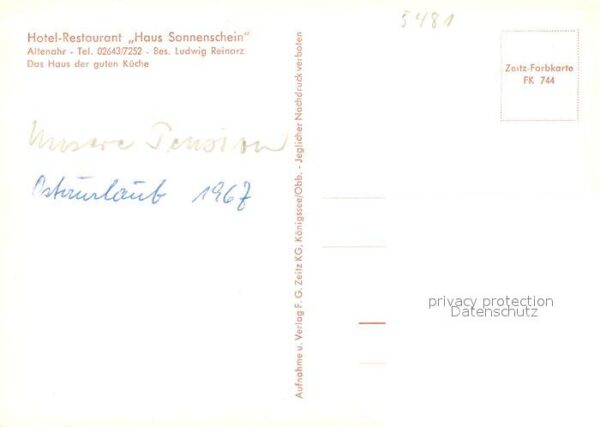 Hotel-Restaurant „Haus Sonnenschein"
Altenahr - Tel. 02643/7252 - Bes. Ludwig Reinarz
Das Haus der guten Küche
5481
Zeitz-Farbkarte
FK 744
Unsere Pension
Osterurlaub 1967
Aufnahme u. Verlag F. G. Zeitz KG, Königssee/Obb. - Jeglicher Nachdruck verboten
privacy protection
Datenschutz